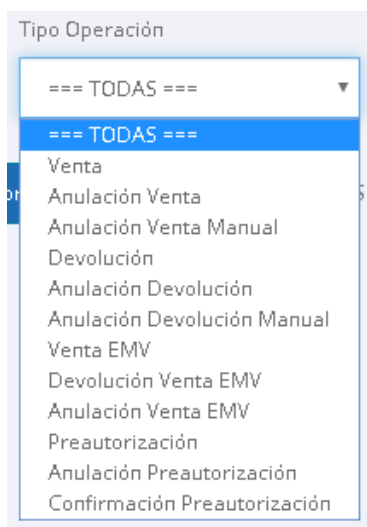 Tipo Operación
=== TODAS ===
=== TODAS ===
Venta
Anulación Venta
Anulación Venta Manual
Devolución
Anulación Devolución
Anulación Devolución Manual
Venta EMV
Devolución Venta EMV
Anulación Venta EMV
Preautorización
Anulación Preautorización
Confirmación Preautorización